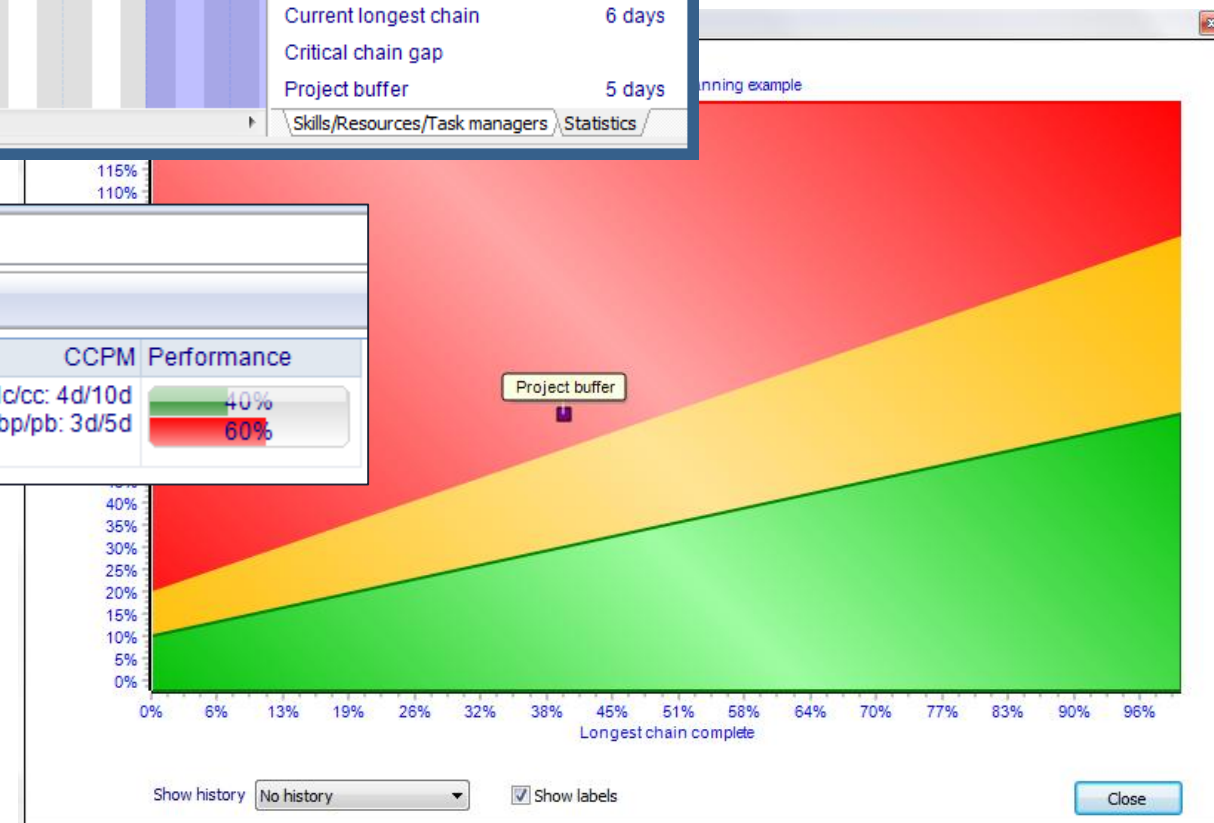 Current longest chain 6 days
Critical chain gap
Project buffer 5 days
Skills/Resources/Task managers Statistics
nning example
115%
110%
CCPM Performance
lc/cc: 4d/10d 40%
bp/pb: 3d/5d 60%
Project buffer
40%
35%
30%
25%
20%
15%
10%
5%
0%
0% 6% 13% 19% 26% 32% 38% 45% 51% 58% 64% 70% 77% 83% 90% 96%
Longest chain complete
Show history No history Show labels Close